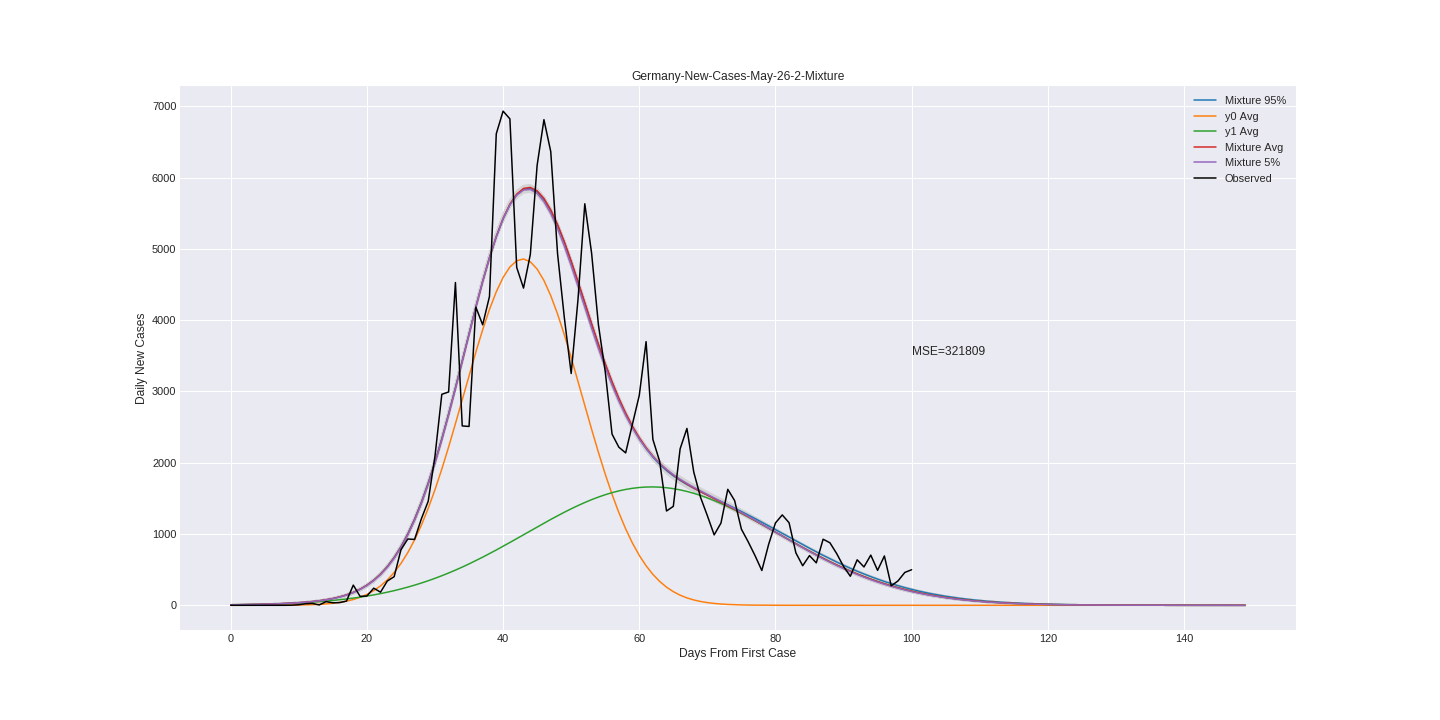 Germany-New-Cases-May-26-2-Mixture
Mixture 95%
y0 Avg
y1 Avg
Mixture Avg
Mixture 5%
Observed
7000
6000
5000
4000
3000
2000
1000
0
Daily New Cases
MSE=321809
0 20 40 60 80 100 120 140
Days From First Case